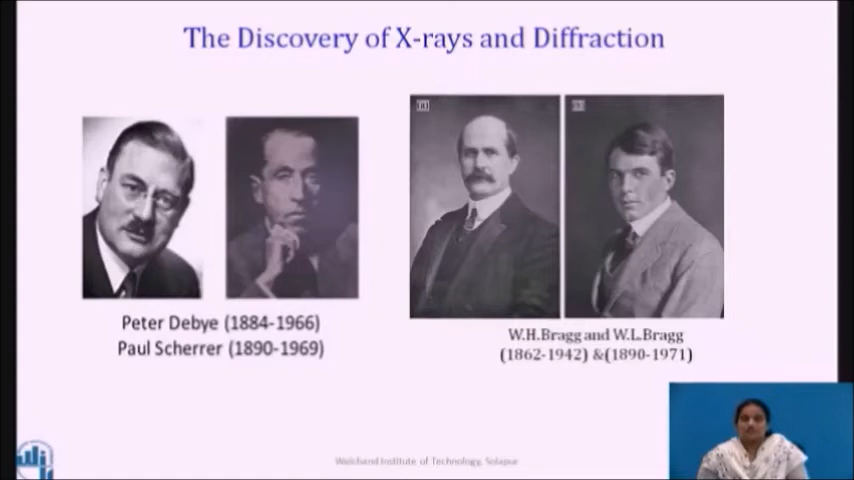 The Discovery of X-rays and Diffraction
Peter Debye (1884-1966)
Paul Scherrer (1890-1969)
W.H.Bragg and W.L.Bragg
(1862-1942) &(1890-1971)
Walchand Institute of Technology, Solapur